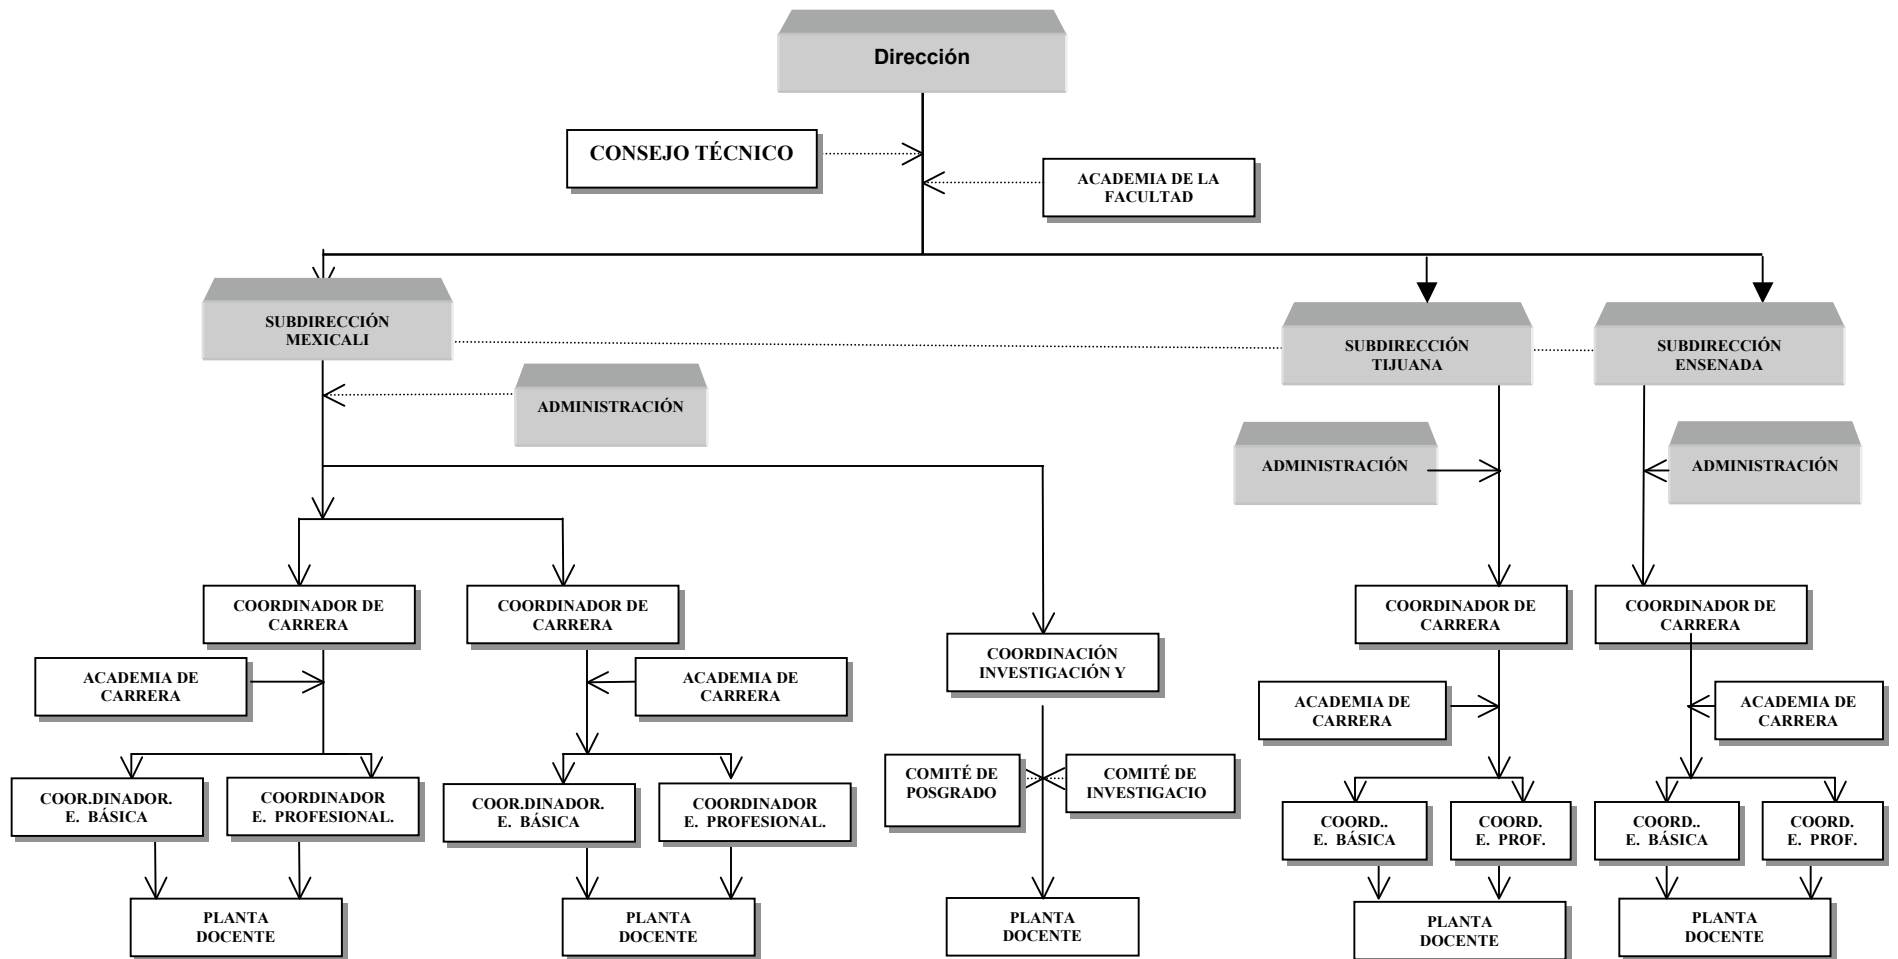 Dirección
CONSEJO TÉCNICO
ACADEMIA DE LA
FACULTAD
SUBDIRECCIÓN
MEXICALI
SUBDIRECCIÓN
TIJUANA
SUBDIRECCIÓN
ENSENADA
ADMINISTRACIÓN
ADMINISTRACIÓN
ADMINISTRACIÓN
COORDINADOR DE
CARRERA
COORDINADOR DE
CARRERA
COORDINADOR DE
CARRERA
COORDINADOR DE
CARRERA
COORDINACIÓN
INVESTIGACIÓN Y
ACADEMIA DE
CARRERA
ACADEMIA DE
CARRERA
ACADEMIA DE
CARRERA
ACADEMIA DE
CARRERA
COMITÉ DE
POSGRADO
COMITÉ DE
INVESTIGACIO
COOR.DINADOR.
E. BÁSICA
COORDINADOR
E. PROFESIONAL.
COOR.DINADOR.
E. BÁSICA
COORDINADOR
E. PROFESIONAL.
COORD..
E. BÁSICA
COORD.
E. PROF.
COORD..
E. BÁSICA
COORD.
E. PROF.
PLANTA
DOCENTE
PLANTA
DOCENTE
PLANTA
DOCENTE
PLANTA
DOCENTE
PLANTA
DOCENTE